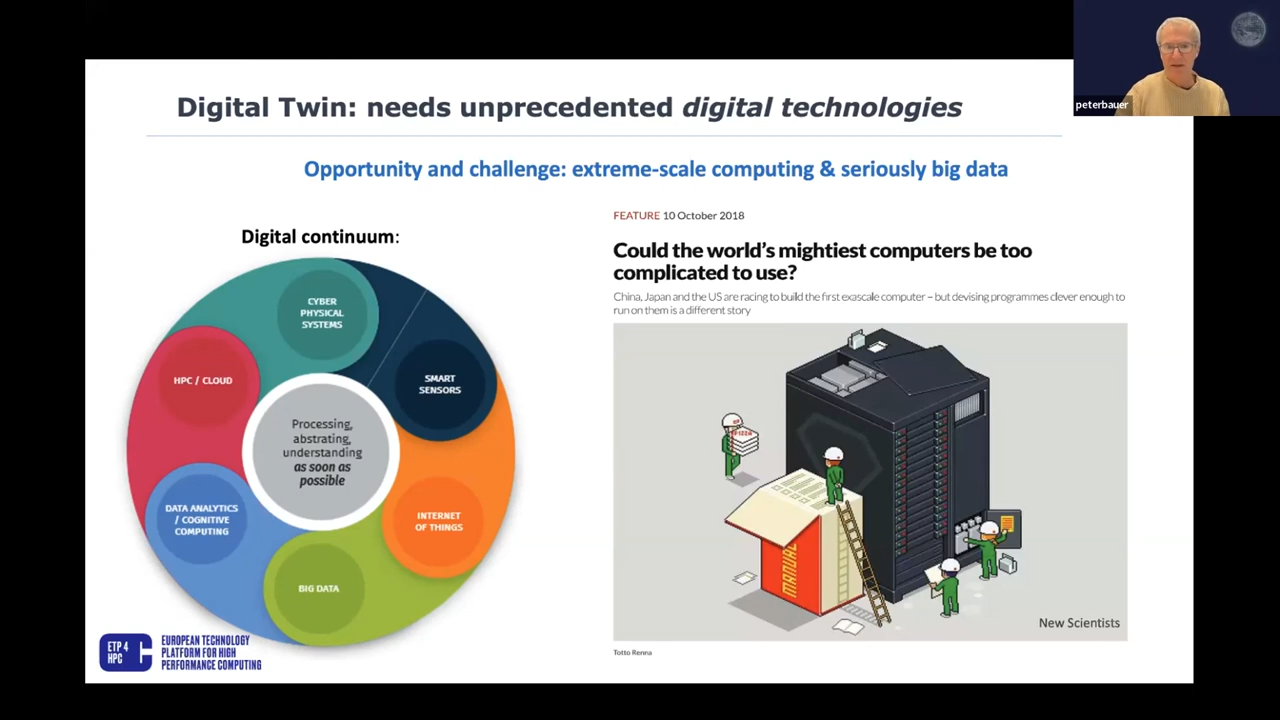 peterbauer
Digital Twin: needs unprecedented digital technologies
Opportunity and challenge: extreme-scale computing & seriously big data
Digital continuum:
CYBER
PHYSICAL
SYSTEMS
SMART
SENSORS
INTERNET
OF THINGS
BIG DATA
DATA ANALYTICS
/ COGNITIVE
COMPUTING
HPC / CLOUD
Processing,
abstrating,
understanding
as soon as
possible
ETP 4
HPC
EUROPEAN TECHNOLOGY
PLATFORM FOR HIGH
PERFORMANCE COMPUTING
FEATURE 10 October 2018
Could the world's mightiest computers be too
complicated to use?
China, Japan and the US are racing to build the first exascale computer – but devising programmes clever enough to
run on them is a different story
PIZZA
MANUAL
New Scientists
Totto Renna